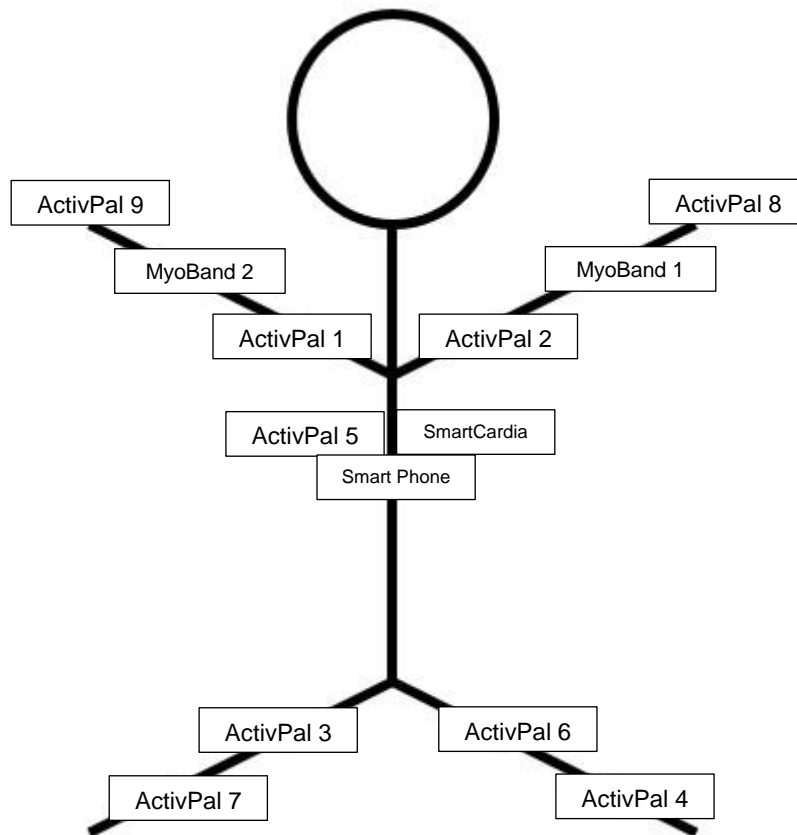 ActivPal 9
ActivPal 8
MyoBand 2
MyoBand 1
ActivPal 1
ActivPal 2
ActivPal 5
SmartCardia
Smart Phone
ActivPal 3
ActivPal 6
ActivPal 7
ActivPal 4